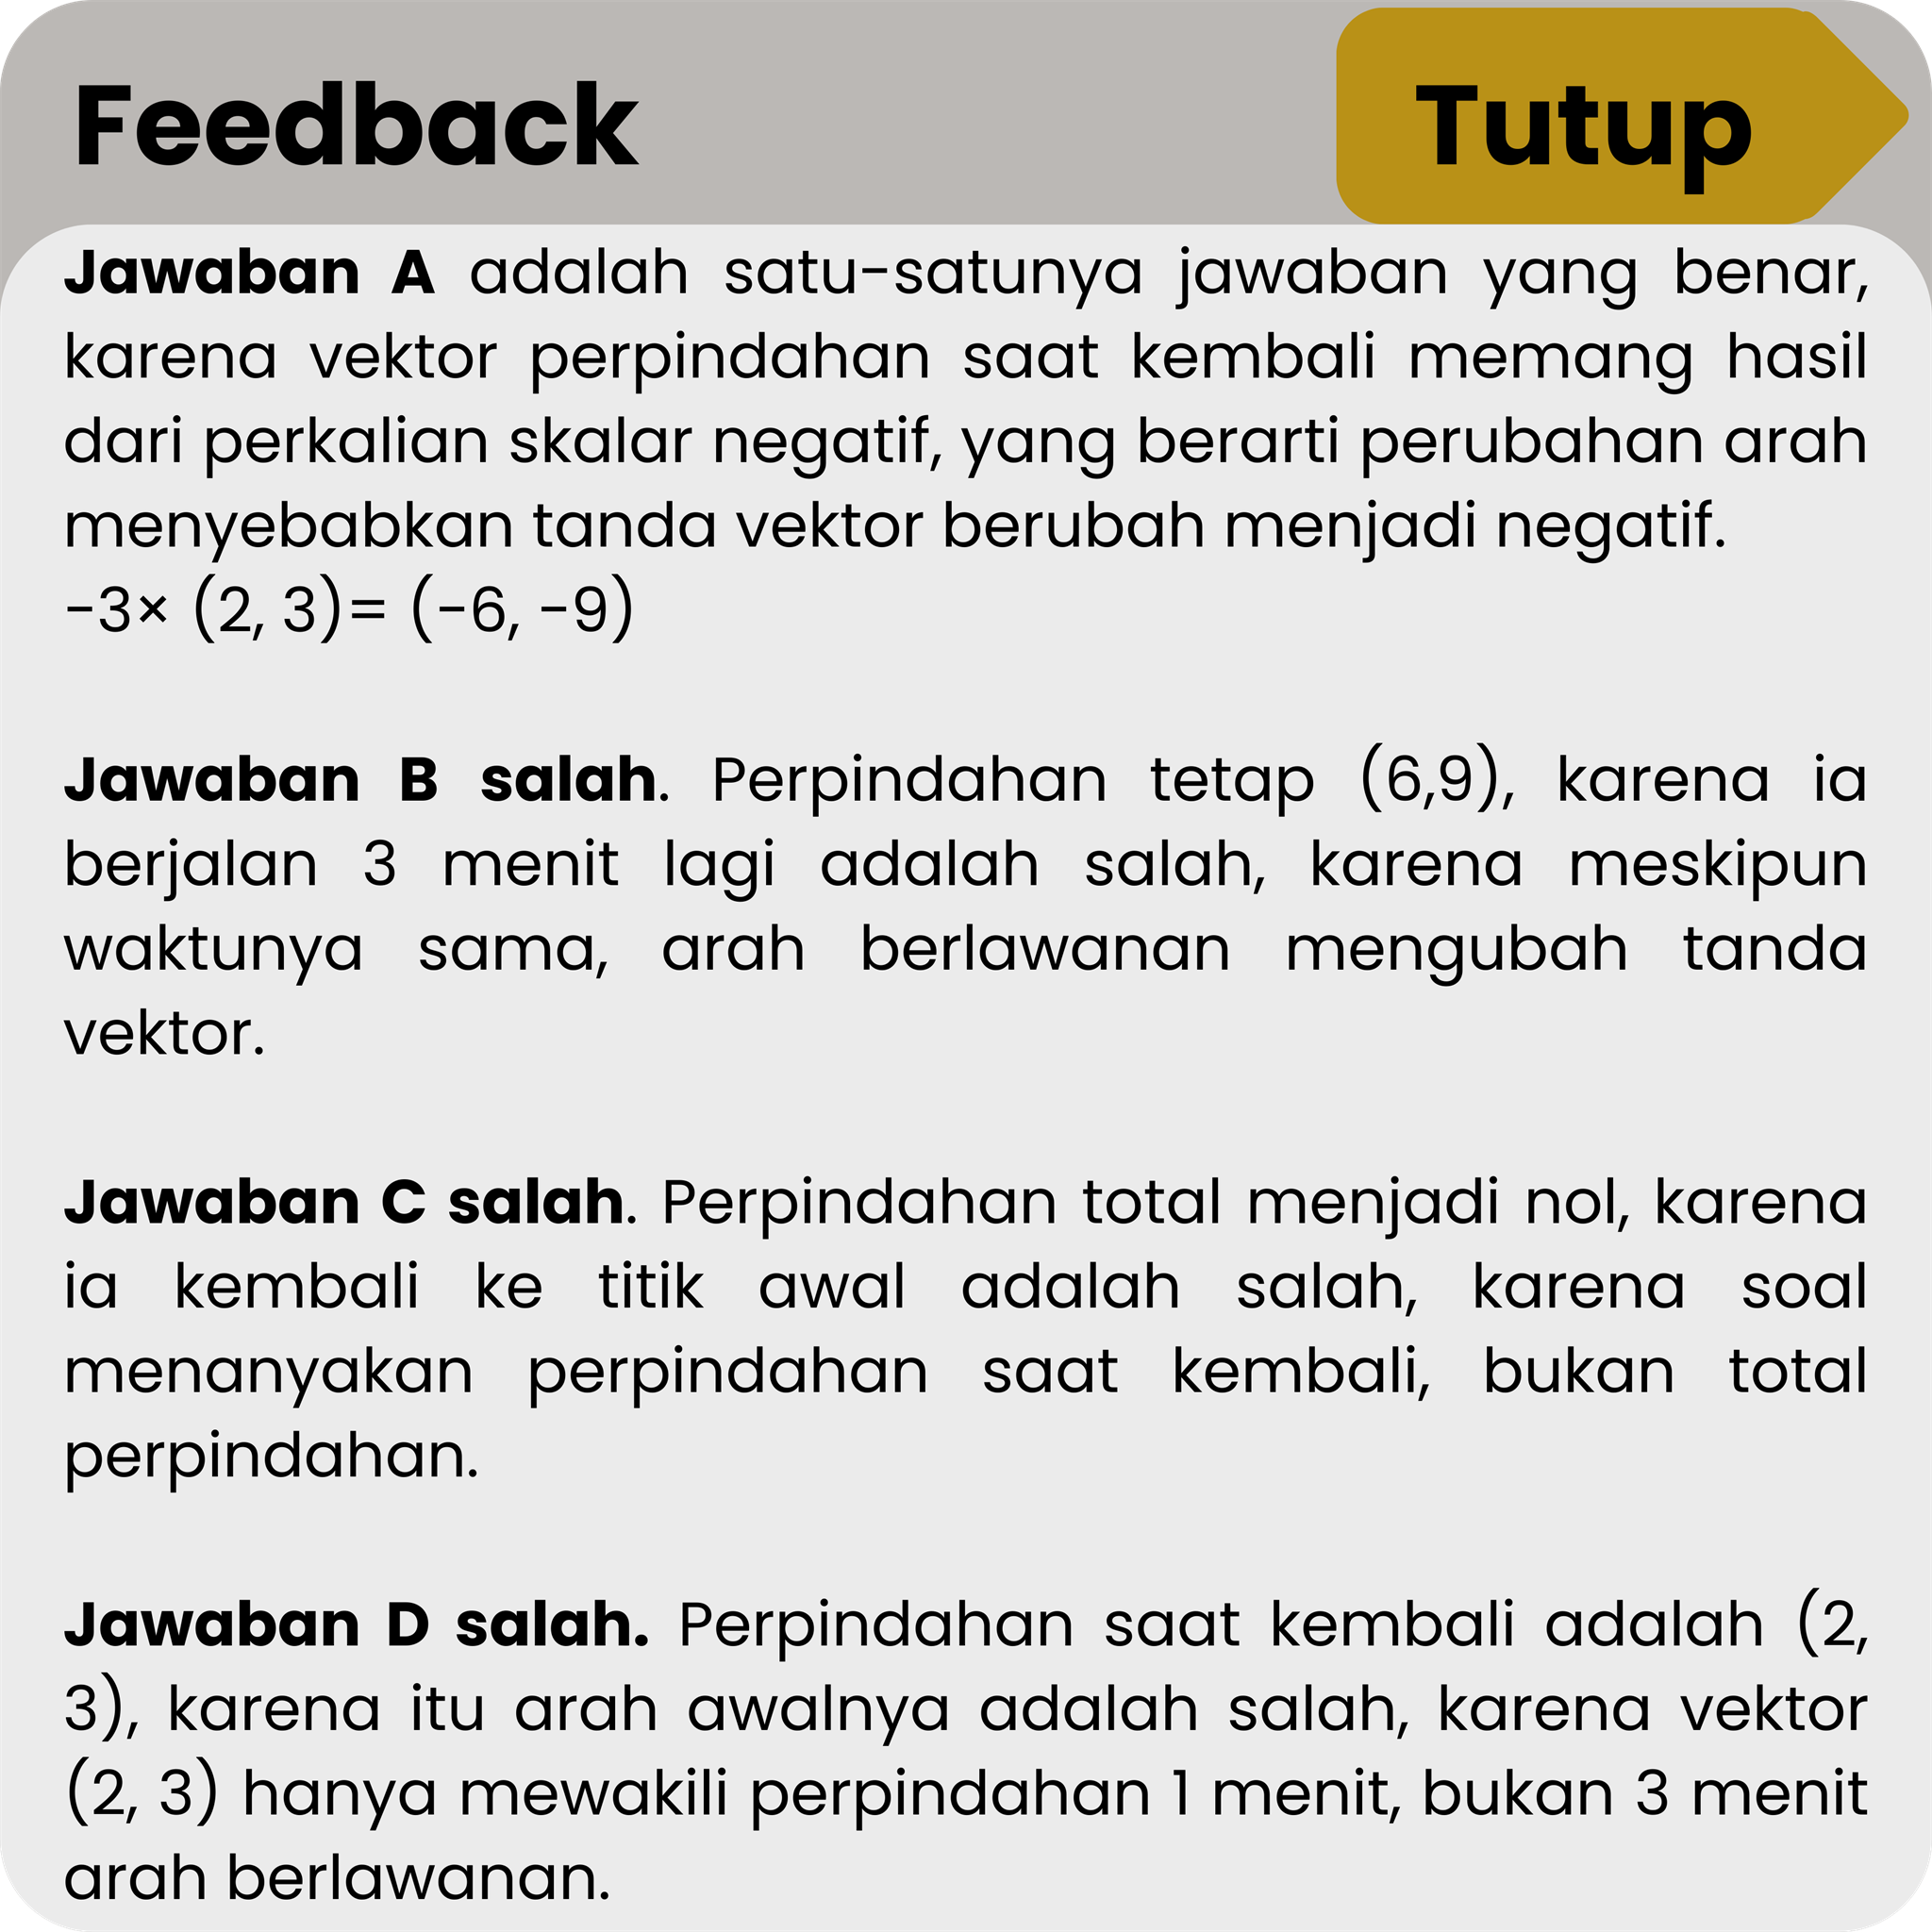 Feedback
Tutup
Jawaban A adalah satu-satunya jawaban yang benar,
karena vektor perpindahan saat kembali memang hasil
dari perkalian skalar negatif, yang berarti perubahan arah
menyebabkan tanda vektor berubah menjadi negatif.
-3× (2, 3)= (-6, -9)
Jawaban B salah. Perpindahan tetap (6,9), karena ia
berjalan 3 menit lagi adalah salah, karena meskipun
waktunya sama, arah berlawanan mengubah tanda
vektor.
Jawaban C salah. Perpindahan total menjadi nol, karena
ia kembali ke titik awal adalah salah, karena soal
menanyakan perpindahan saat kembali, bukan total
perpindahan.
Jawaban D salah. Perpindahan saat kembali adalah (2,
3), karena itu arah awalnya adalah salah, karena vektor
(2, 3) hanya mewakili perpindahan 1 menit, bukan 3 menit
arah berlawanan.